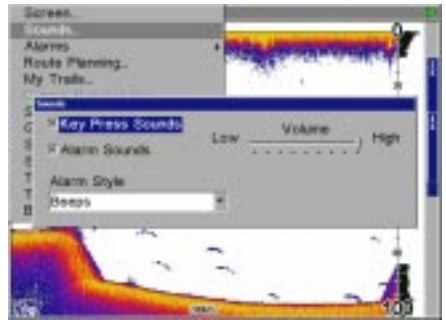 Screen...
Sounds...
Alarms
Route Planning...
My Trails...
Sounds
Key Press Sounds
Alarm Sounds
Low Volume High
Alarm Style
Beeps
0
100